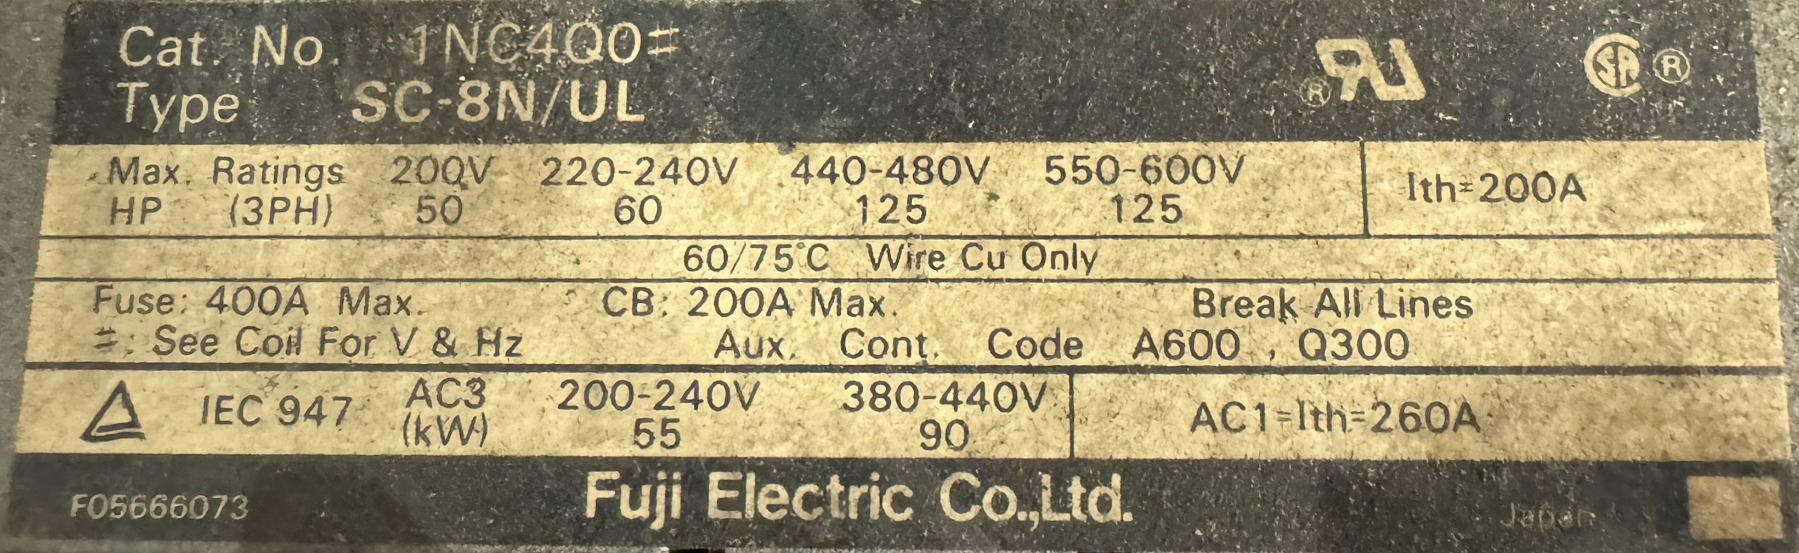 Cat. No. 1NC4Q0#
Type SC-8N/UL
RU ®
SA ®
Max. Ratings 200V 220-240V 440-480V 550-600V
HP (3PH) 50 60 125 125
Ith=200A
60/75°C Wire Cu Only
Fuse: 400A Max. CB: 200A Max. Break All Lines
#: See Coil For V & Hz Aux. Cont. Code A600 , Q300
IEC 947 AC3 200-240V 380-440V
(kW) 55 90
AC1=Ith=260A
Fuji Electric Co.,Ltd.
F05666073
Japan